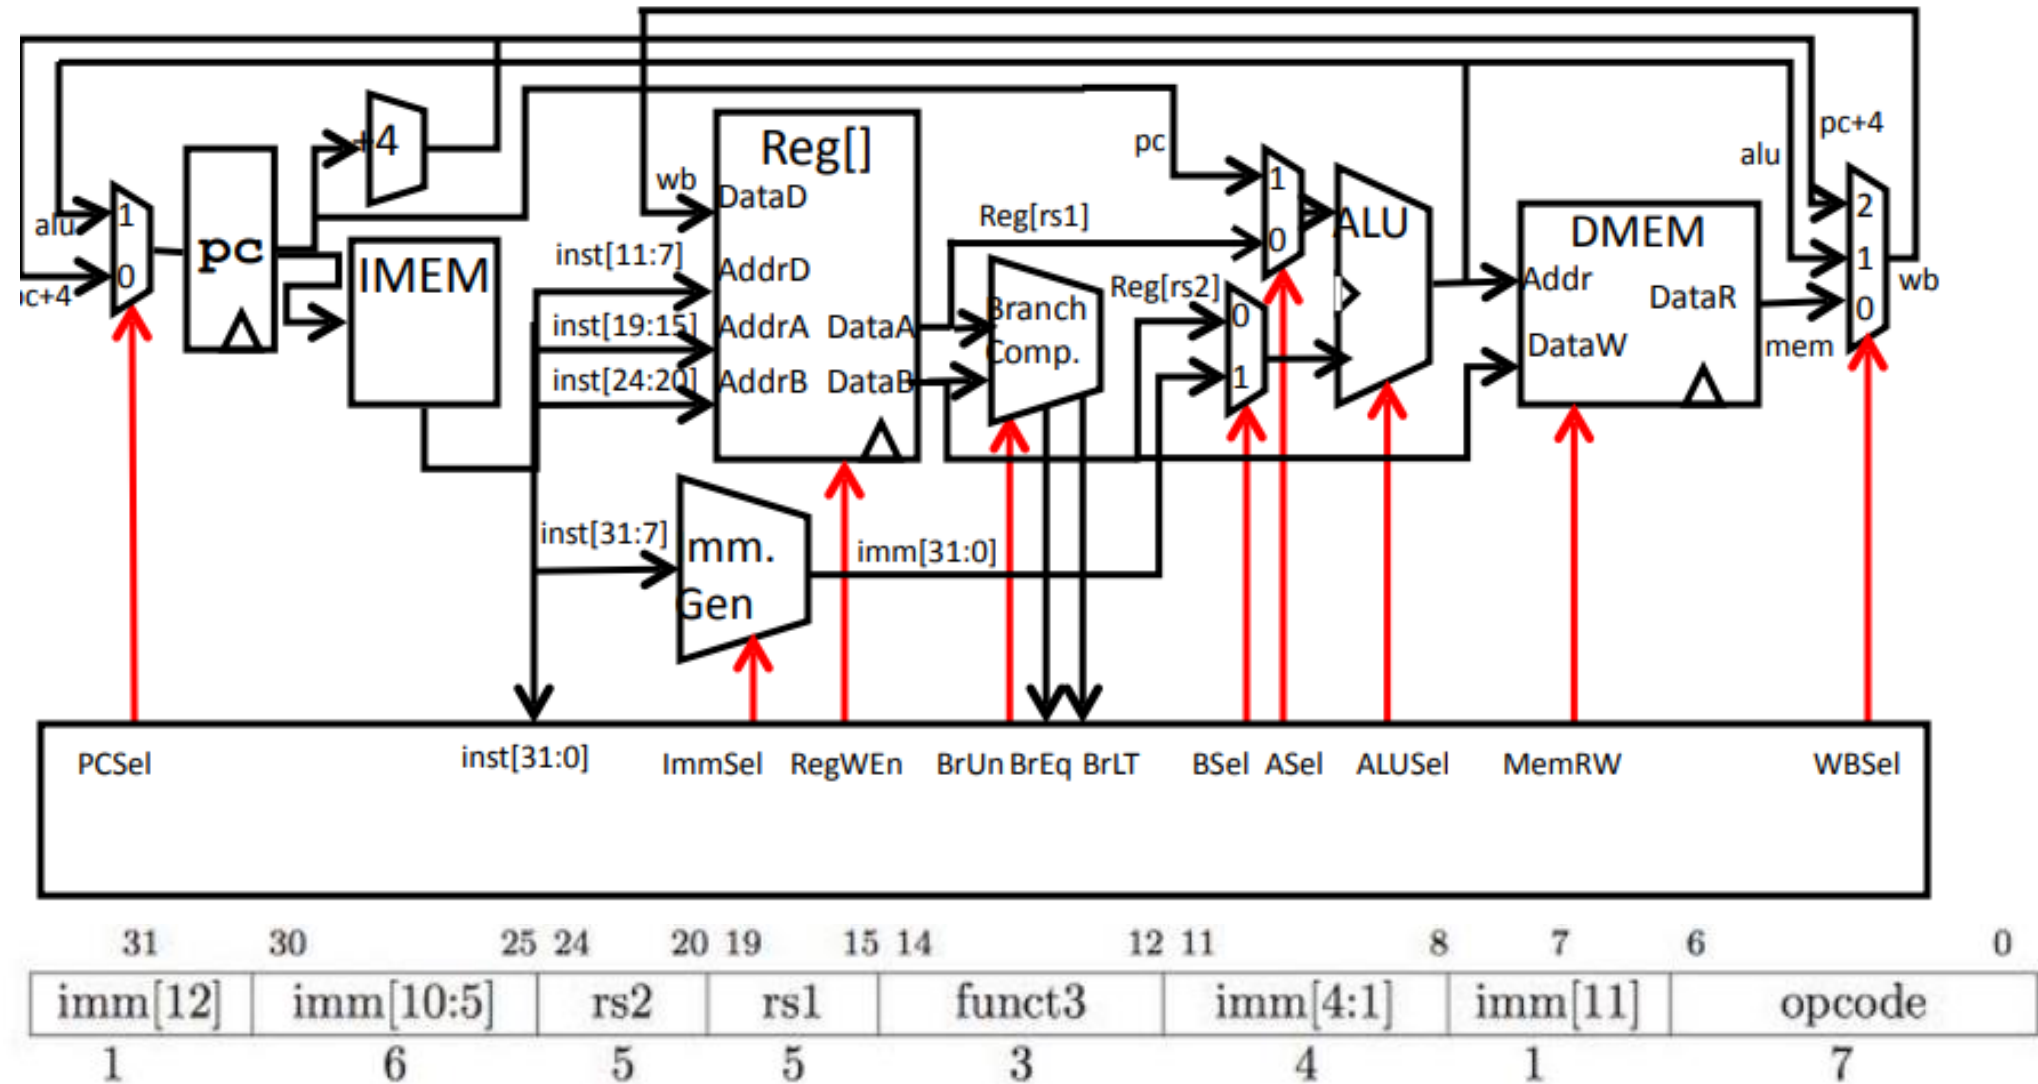 pc+4
alu
pc
+4
Reg[]
wb
DataD
ALU
DMEM
alu
1
0
pc
IMEM
inst[11:7]
AddrD
Reg[rs1]
1
0
2
1
0
wb
inst[19:15]
AddrA
DataA
Branch
Comp.
Reg[rs2]
0
1
Addr
DataR
inst[24:20]
AddrB
DataB
DataW
mem
inst[31:7]
mm.
Gen
imm[31:0]
PCSel
inst[31:0]
ImmSel
RegWEn
BrUn
BrEq
BrLT
BSel
ASel
ALUSel
MemRW
WBSel
31 30 25 24 20 19 15 14 12 11 8 7 6 0
imm[12] imm[10:5] rs2 rs1 funct3 imm[4:1] imm[11] opcode
1 6 5 5 3 4 1 7